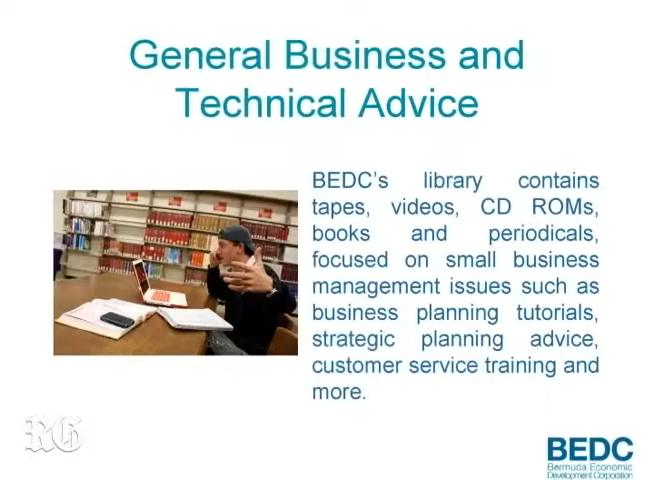 General Business and
Technical Advice
BEDC's library contains
tapes, videos, CD ROMs,
books and periodicals,
focused on small business
management issues such as
business planning tutorials,
strategic planning advice,
customer service training and
more.
RG
BEDC
Bermuda Economic
Development Corporation